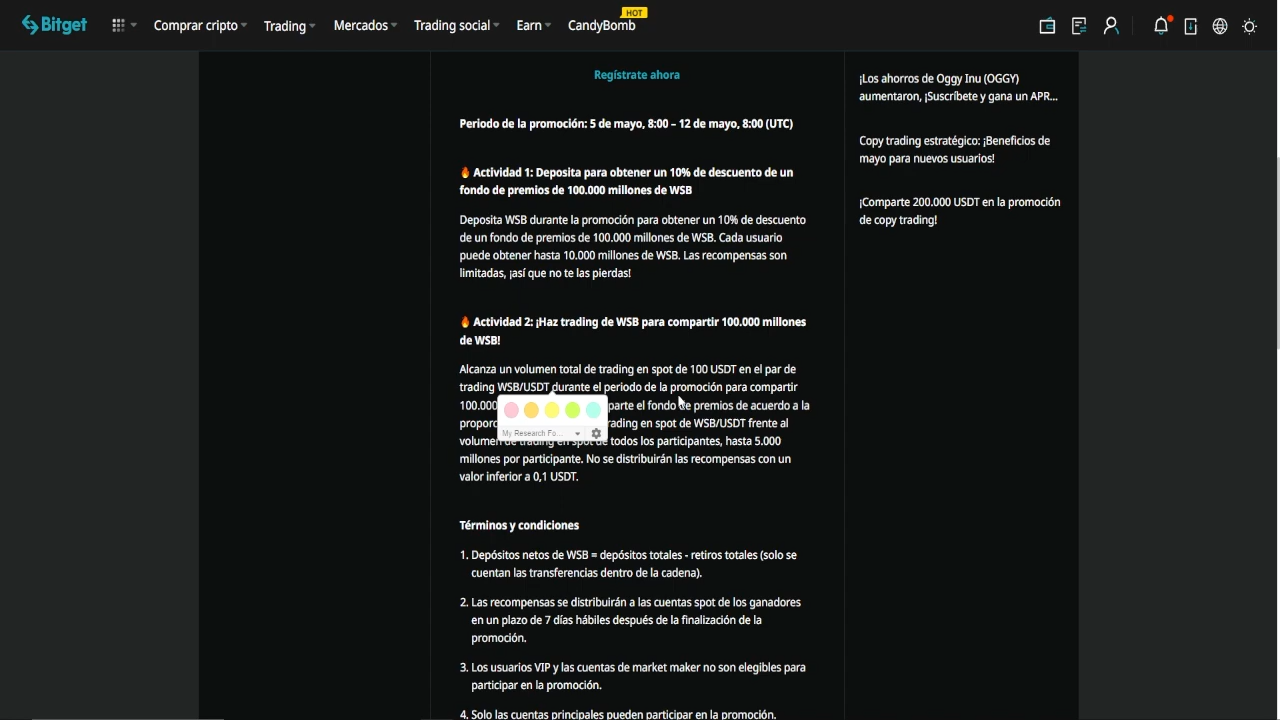 Bitget
Comprar cripto
Trading
Mercados
Trading social
Earn
CandyBomb
HOT
Regístrate ahora
Periodo de la promoción: 5 de mayo, 8:00 – 12 de mayo, 8:00 (UTC)
🔥 Actividad 1: Deposita para obtener un 10% de descuento de un
fondo de premios de 100.000 millones de WSB
Deposita WSB durante la promoción para obtener un 10% de descuento
de un fondo de premios de 100.000 millones de WSB. Cada usuario
puede obtener hasta 10.000 millones de WSB. Las recompensas son
limitadas, ¡así que no te las pierdas!
🔥 Actividad 2: ¡Haz trading de WSB para compartir 100.000 millones
de WSB!
Alcanza un volumen total de trading en spot de 100 USDT en el par de
trading WSB/USDT durante el periodo de la promoción para compartir
100.000 parte el fondo de premios de acuerdo a la
proporc trading en spot de WSB/USDT frente al
volumen de trading en spot de todos los participantes, hasta 5.000
millones por participante. No se distribuirán las recompensas con un
valor inferior a 0,1 USDT.
My Research Fo...
Términos y condiciones
1. Depósitos netos de WSB = depósitos totales - retiros totales (solo se
cuentan las transferencias dentro de la cadena).
2. Las recompensas se distribuirán a las cuentas spot de los ganadores
en un plazo de 7 días hábiles después de la finalización de la
promoción.
3. Los usuarios VIP y las cuentas de market maker no son elegibles para
participar en la promoción.
4. Solo las cuentas principales pueden participar en la promoción.
¡Los ahorros de Oggy Inu (OGGY)
aumentaron, ¡Suscríbete y gana un APR...
Copy trading estratégico: ¡Beneficios de
mayo para nuevos usuarios!
¡Comparte 200.000 USDT en la promoción
de copy trading!